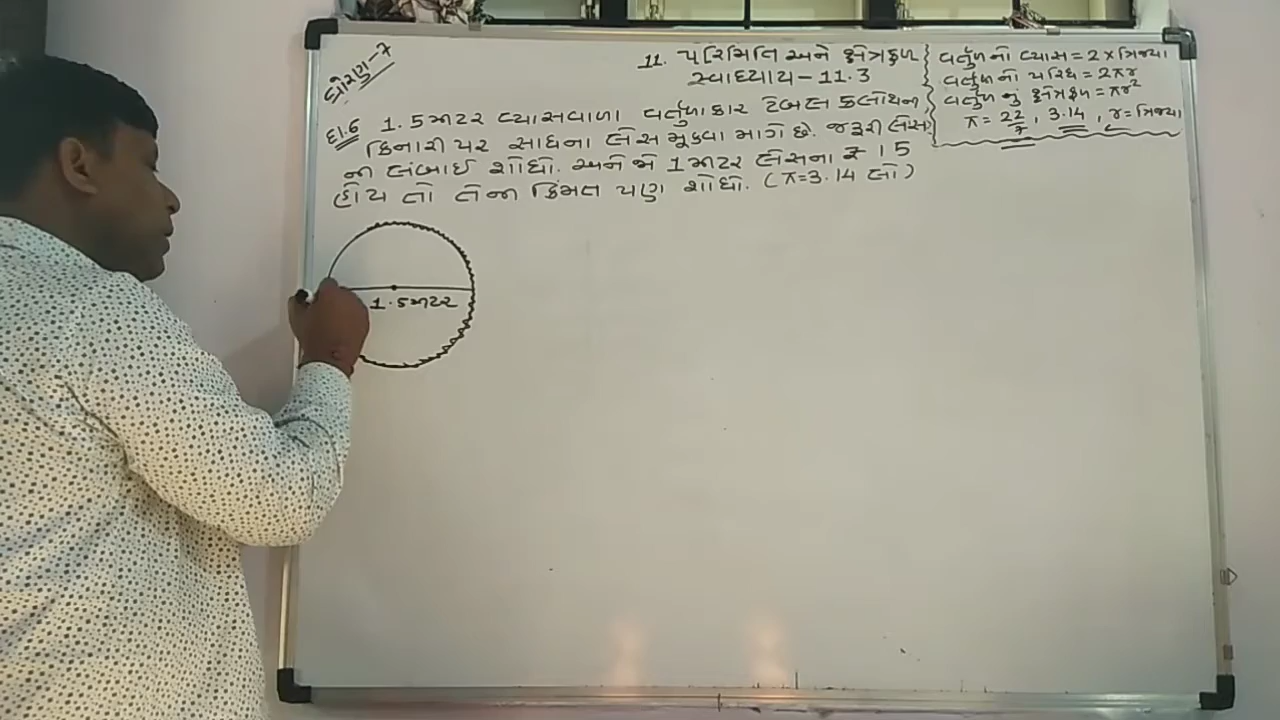 ધોરણ-7
11. પરિમિતિ અને ક્ષેત્રફળ
સ્વાધ્યાય-11.3
વર્તુળનો વ્યાસ = 2 x ત્રિજ્યા
વર્તુળનો પરિઘ = 2πr
વર્તુળનું ક્ષેત્રફળ = πr²
π = 22/7, 3.14, r = ત્રિજ્યા
દા.6 1.5 મીટર વ્યાસવાળા વર્તુળાકાર ટેબલ ક્લોથની
કિનારી પર સાધના લેસ મૂકવા માગે છે. જરૂરી લેસ
ની લંબાઈ શોધો. અને જો 1 મીટર લેસના ₹ 15
હોય તો તેની કિંમત પણ શોધો. (π=3.14 લો)
1.5 મીટર